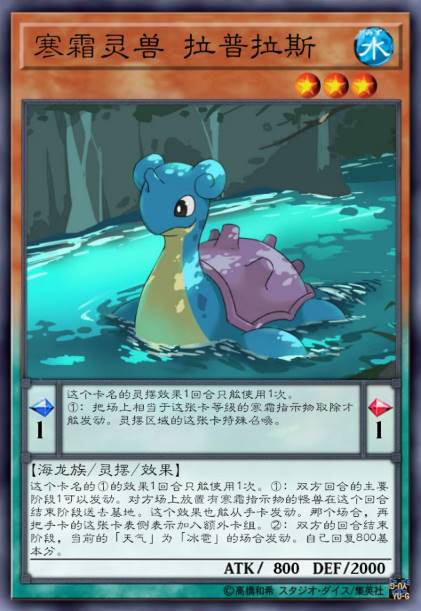 寒霜灵兽 拉普拉斯
水
这个卡名的灵摆效果1回合只能使用1次。
①：把场上相当于这张卡等级的寒霜指示物取除才
能发动。灵摆区域的这张卡特殊召唤。
1
1
【海龙族/灵摆/效果】
这个卡名的①的效果1回合只能使用1次。①：双方回合的主要
阶段1可以发动。对方场上放置有寒霜指示物的怪兽在这个回合
结束阶段送去墓地。这个效果也能从手卡发动。那个场合，再
把手卡的这张卡表侧表示加入额外卡组。②：双方的回合结束
阶段，当前的「天气」为「冰雹」的场合发动。自己回复800基
本分。
ATK/ 800 DEF/2000
©高橋和希 スタジオ・ダイス/集英社